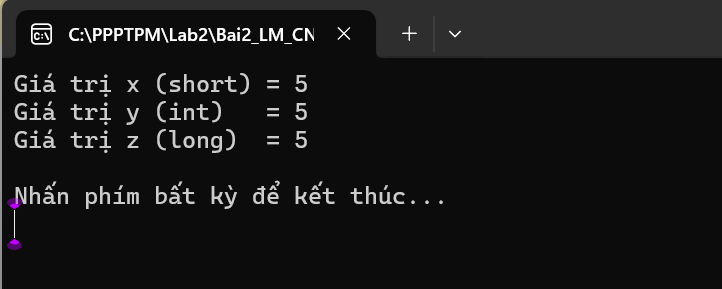 C:\PPPTPM\Lab2\Bai2_LM_CN
Giá trị x (short) = 5
Giá trị y (int)   = 5
Giá trị z (long)  = 5
Nhấn phím bất kỳ để kết thúc...